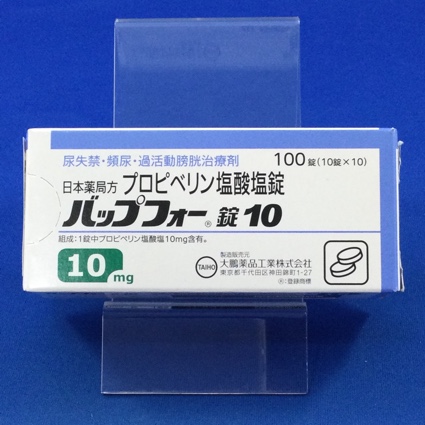 尿失禁・頻尿・過活動膀胱治療剤
100錠(10錠×10)
日本薬局方 プロピベリン塩酸塩錠
バップフォー®錠10
組成:1錠中プロピベリン塩酸塩10mg含有。
10mg
製造販売元
TAIHO 大鵬薬品工業株式会社
東京都千代田区神田錦町1-27
®:登録商標